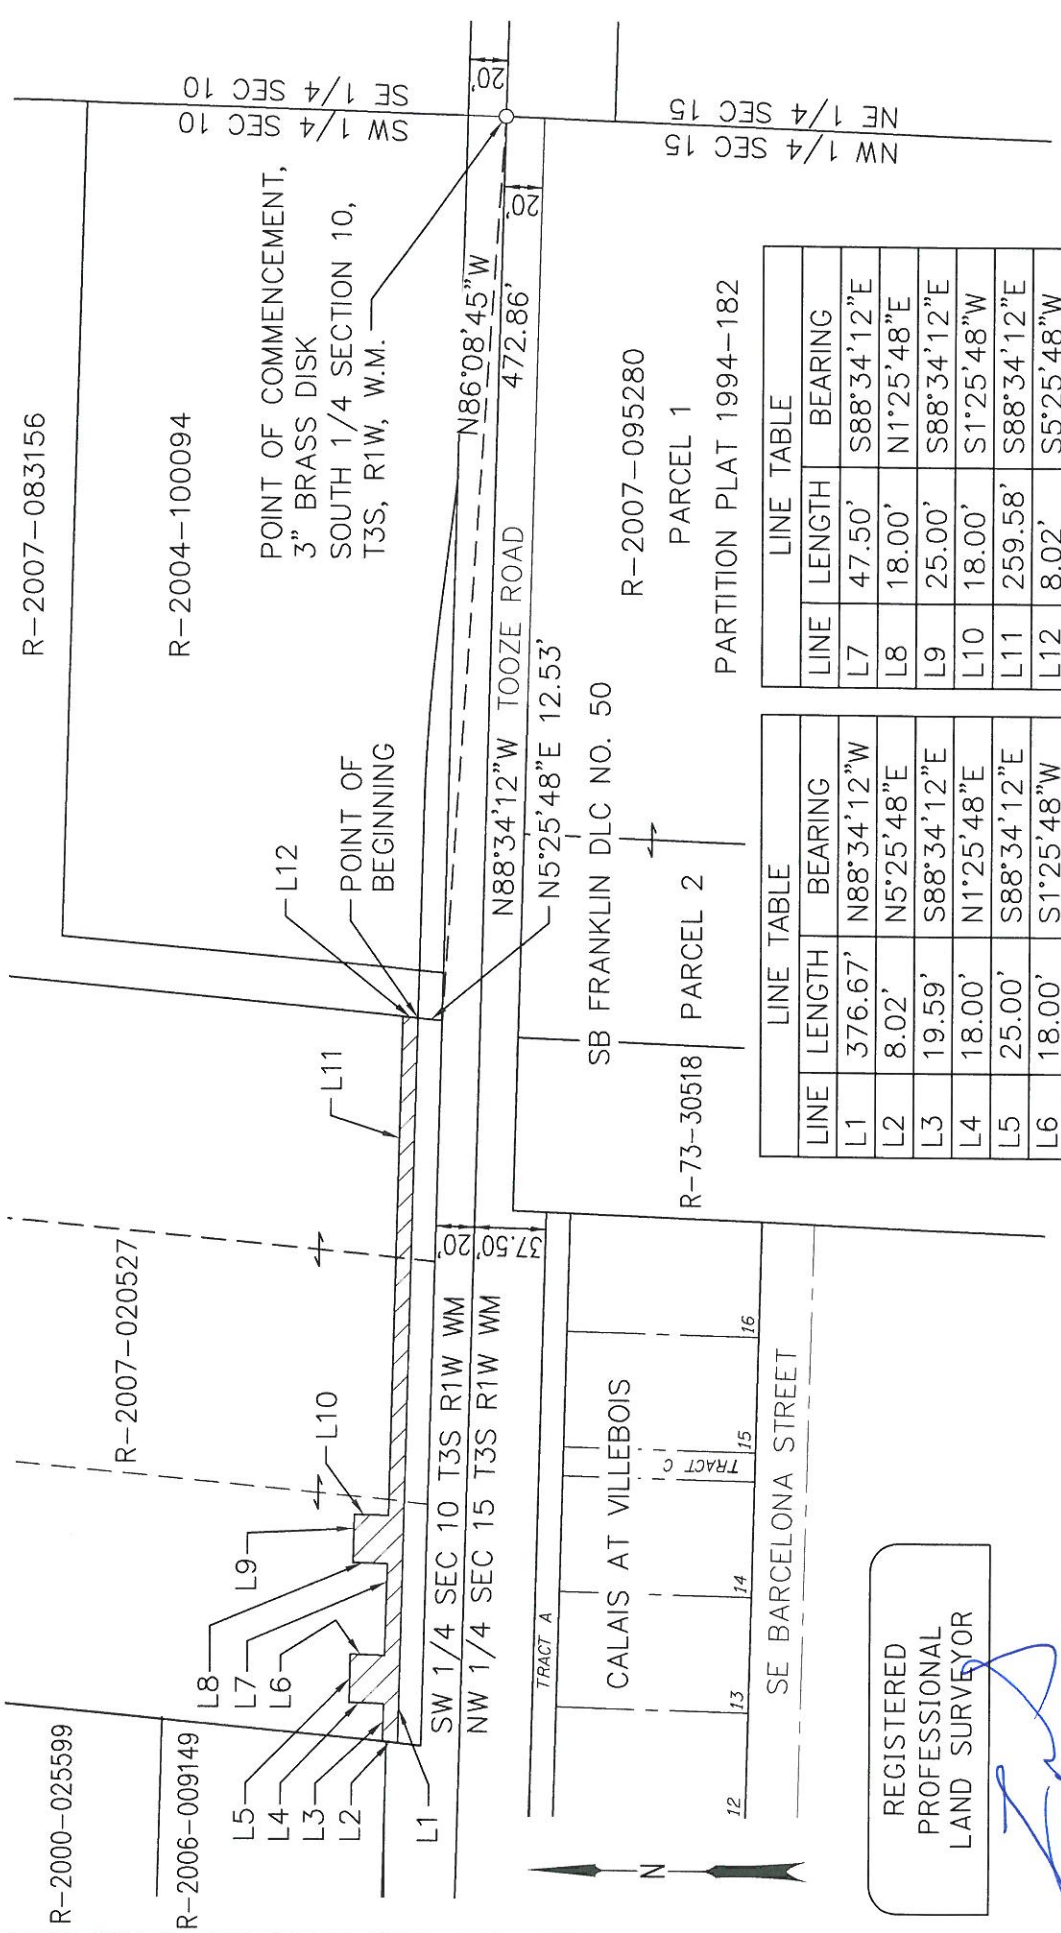 R-2007-083156
R-2004-100094
POINT OF COMMENCEMENT,
3" BRASS DISK
SOUTH 1/4 SECTION 10,
T3S, R1W, W.M.
SW 1/4 SEC 10
SE 1/4 SEC 10
NW 1/4 SEC 15
NE 1/4 SEC 15
20'
20'
N86°08'45"W
472.86'
N88°34'12"W TOOZE ROAD
N5°25'48"E 12.53'
L12
POINT OF
BEGINNING
L11
R-2007-020527
L10
L9
L8
L7
L6
L5
L4
L3
L2
L1
R-2000-025599
R-2006-009149
SW 1/4 SEC 10 T3S R1W WM
NW 1/4 SEC 15 T3S R1W WM
20'
37.50'
SB FRANKLIN DLC NO. 50
R-2007-095280
PARCEL 1
PARTITION PLAT 1994-182
R-73-30518
PARCEL 2
TRACT A
CALAIS AT VILLEBOIS
TRACT C
12
13
14
15
16
SE BARCELONA STREET
N
LINE TABLE
LINE LENGTH BEARING
L1 376.67' N88°34'12"W
L2 8.02' N5°25'48"E
L3 19.59' S88°34'12"E
L4 18.00' N1°25'48"E
L5 25.00' S88°34'12"E
L6 18.00' S1°25'48"W
LINE TABLE
LINE LENGTH BEARING
L7 47.50' S88°34'12"E
L8 18.00' N1°25'48"E
L9 25.00' S88°34'12"E
L10 18.00' S1°25'48"W
L11 259.58' S88°34'12"E
L12 8.02' S5°25'48"W
REGISTERED
PROFESSIONAL
LAND SURVEYOR